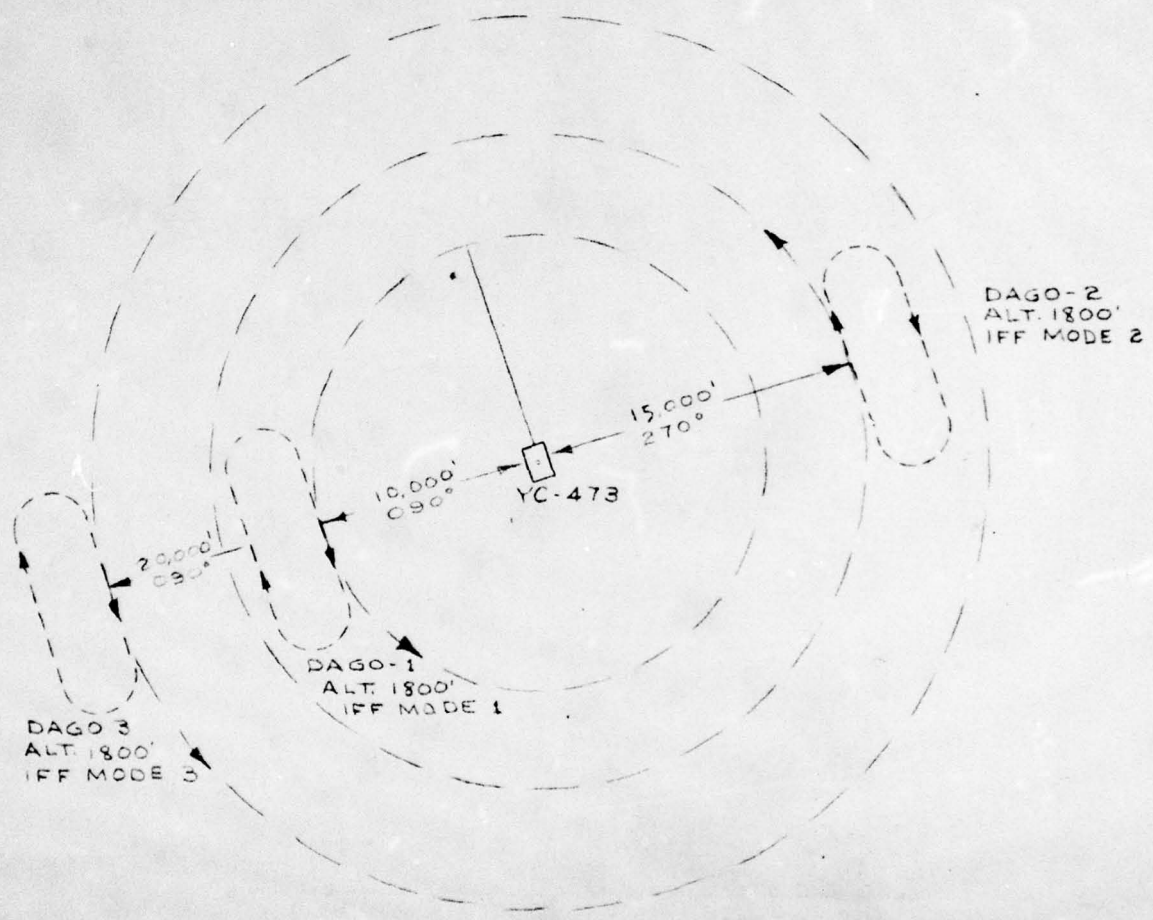 DAGO-2
ALT. 1800'
IFF MODE 2
15,000'
270°
10,000'
090°
YC-473
20,000'
090°
DAGO-1
ALT. 1800'
IFF MODE 1
DAGO 3
ALT. 1800'
IFF MODE 3